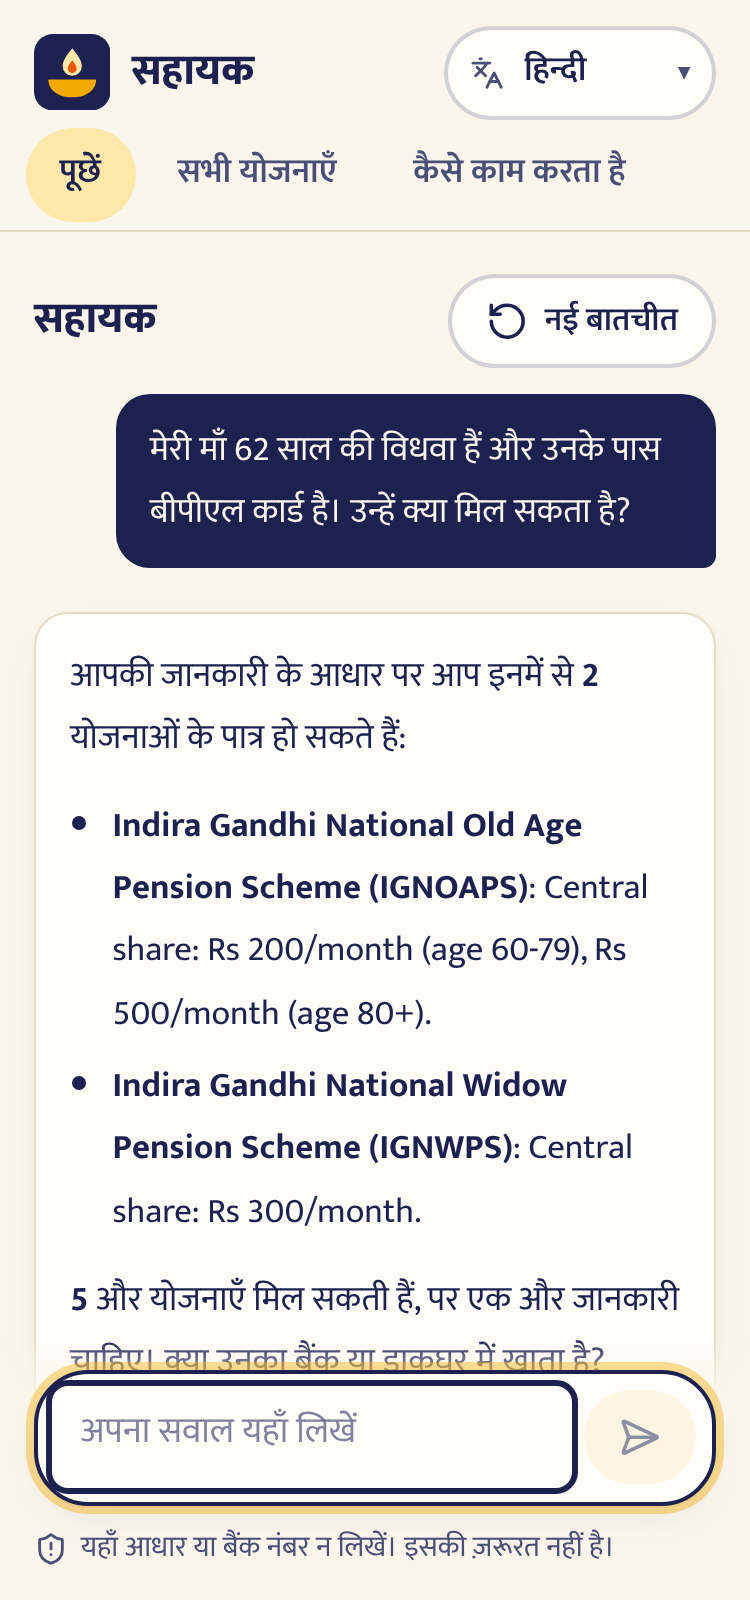 सहायक
हिन्दी
पूछें
सभी योजनाएँ
कैसे काम करता है
सहायक
नई बातचीत
मेरी माँ 62 साल की विधवा हैं और उनके पास
बीपीएल कार्ड है। उन्हें क्या मिल सकता है?
आपकी जानकारी के आधार पर आप इनमें से 2
योजनाओं के पात्र हो सकते हैं:
• Indira Gandhi National Old Age
Pension Scheme (IGNOAPS): Central
share: Rs 200/month (age 60-79), Rs
500/month (age 80+).
• Indira Gandhi National Widow
Pension Scheme (IGNWPS): Central
share: Rs 300/month.
5 और योजनाएँ मिल सकती हैं, पर एक और जानकारी
चाहिए। क्या उनका बैंक या डाकघर में खाता है?
अपना सवाल यहाँ लिखें
यहाँ आधार या बैंक नंबर न लिखें। इसकी ज़रूरत नहीं है।